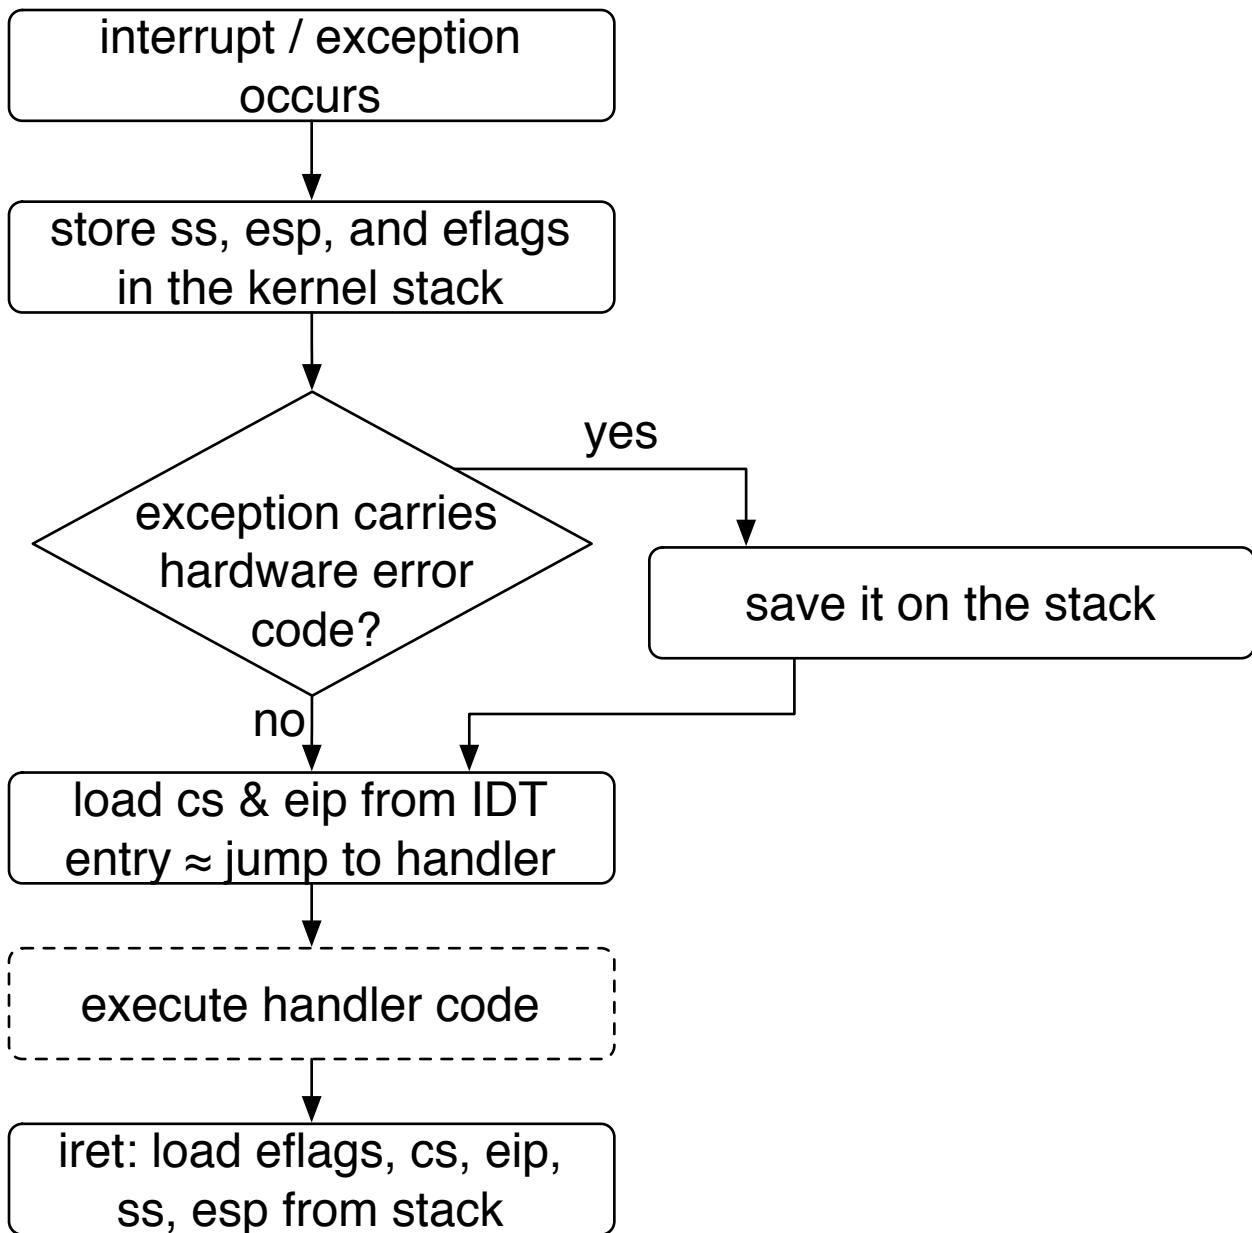 interrupt / exception
occurs
store ss, esp, and eflags
in the kernel stack
yes
exception carries
hardware error
code?
save it on the stack
no
load cs & eip from IDT
entry ≈ jump to handler
execute handler code
iret: load eflags, cs, eip,
ss, esp from stack